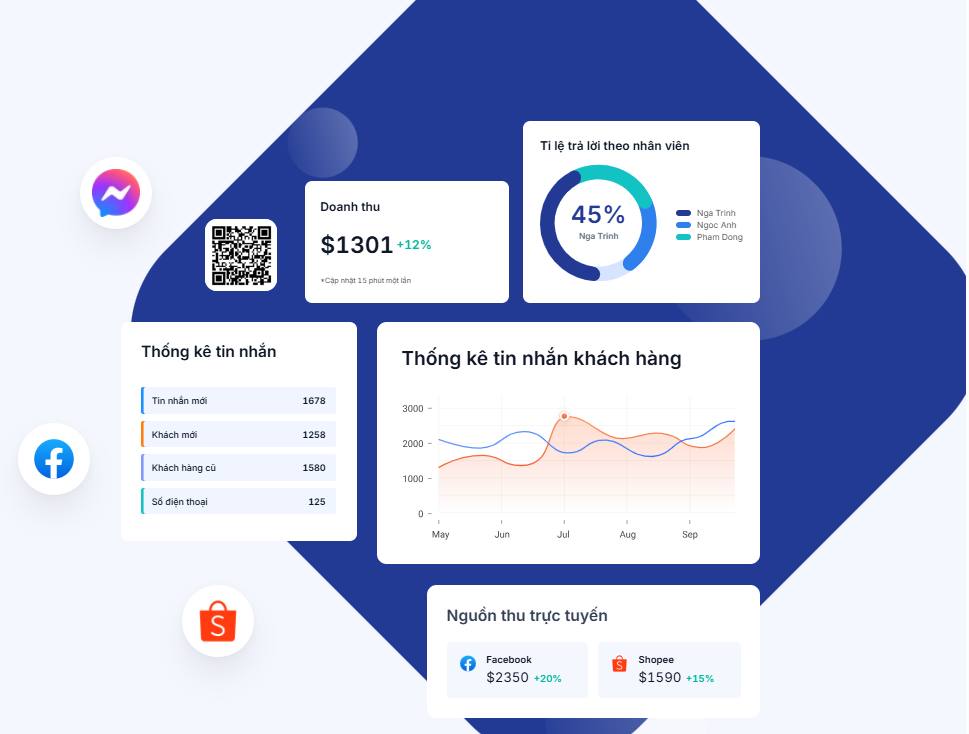 Tỉ lệ trả lời theo nhân viên
45%
Nga Trinh
Nga Trinh
Ngoc Anh
Pham Dong
Doanh thu
$1301 +12%
*Cập nhật 15 phút một lần
Thống kê tin nhắn
Tin nhắn mới 1678
Khách mới 1258
Khách hàng cũ 1580
Số điện thoại 125
Thống kê tin nhắn khách hàng
3000
2000
1000
0
May Jun Jul Aug Sep
Nguồn thu trực tuyến
Facebook
$2350 +20%
Shopee
$1590 +15%